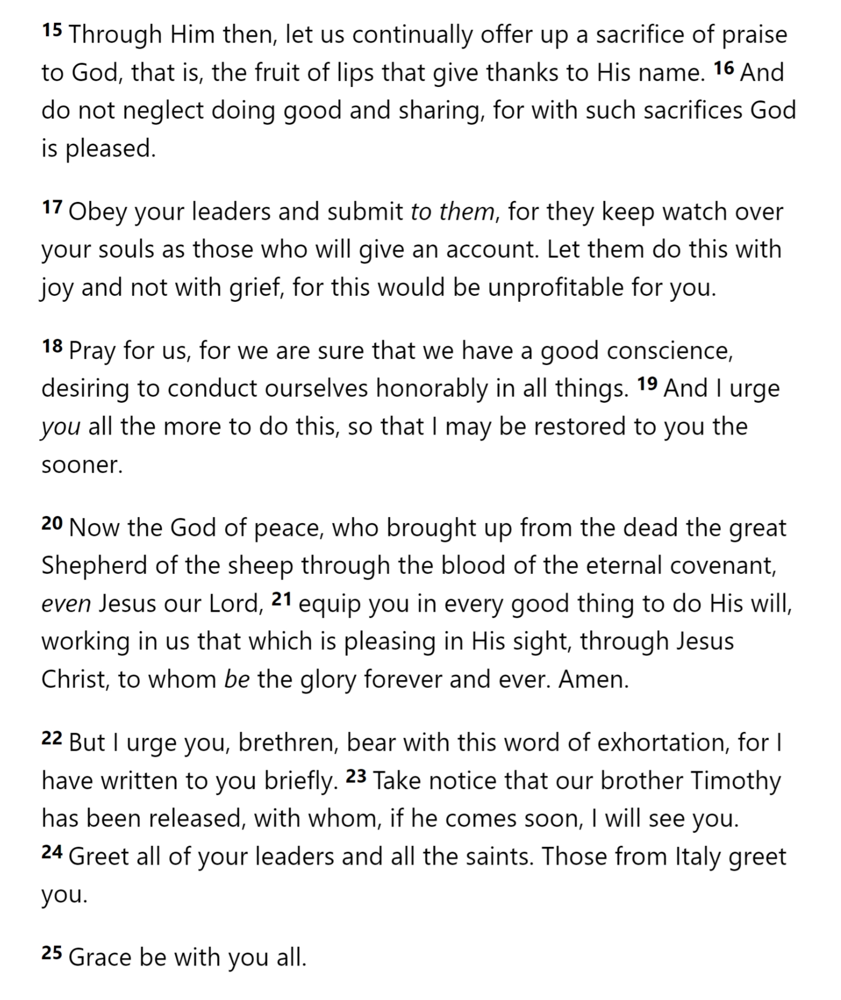 15 Through Him then, let us continually offer up a sacrifice of praise
to God, that is, the fruit of lips that give thanks to His name. 16 And
do not neglect doing good and sharing, for with such sacrifices God
is pleased.
17 Obey your leaders and submit to them, for they keep watch over
your souls as those who will give an account. Let them do this with
joy and not with grief, for this would be unprofitable for you.
18 Pray for us, for we are sure that we have a good conscience,
desiring to conduct ourselves honorably in all things. 19 And I urge
you all the more to do this, so that I may be restored to you the
sooner.
20 Now the God of peace, who brought up from the dead the great
Shepherd of the sheep through the blood of the eternal covenant,
even Jesus our Lord, 21 equip you in every good thing to do His will,
working in us that which is pleasing in His sight, through Jesus
Christ, to whom be the glory forever and ever. Amen.
22 But I urge you, brethren, bear with this word of exhortation, for I
have written to you briefly. 23 Take notice that our brother Timothy
has been released, with whom, if he comes soon, I will see you.
24 Greet all of your leaders and all the saints. Those from Italy greet
you.
25 Grace be with you all.